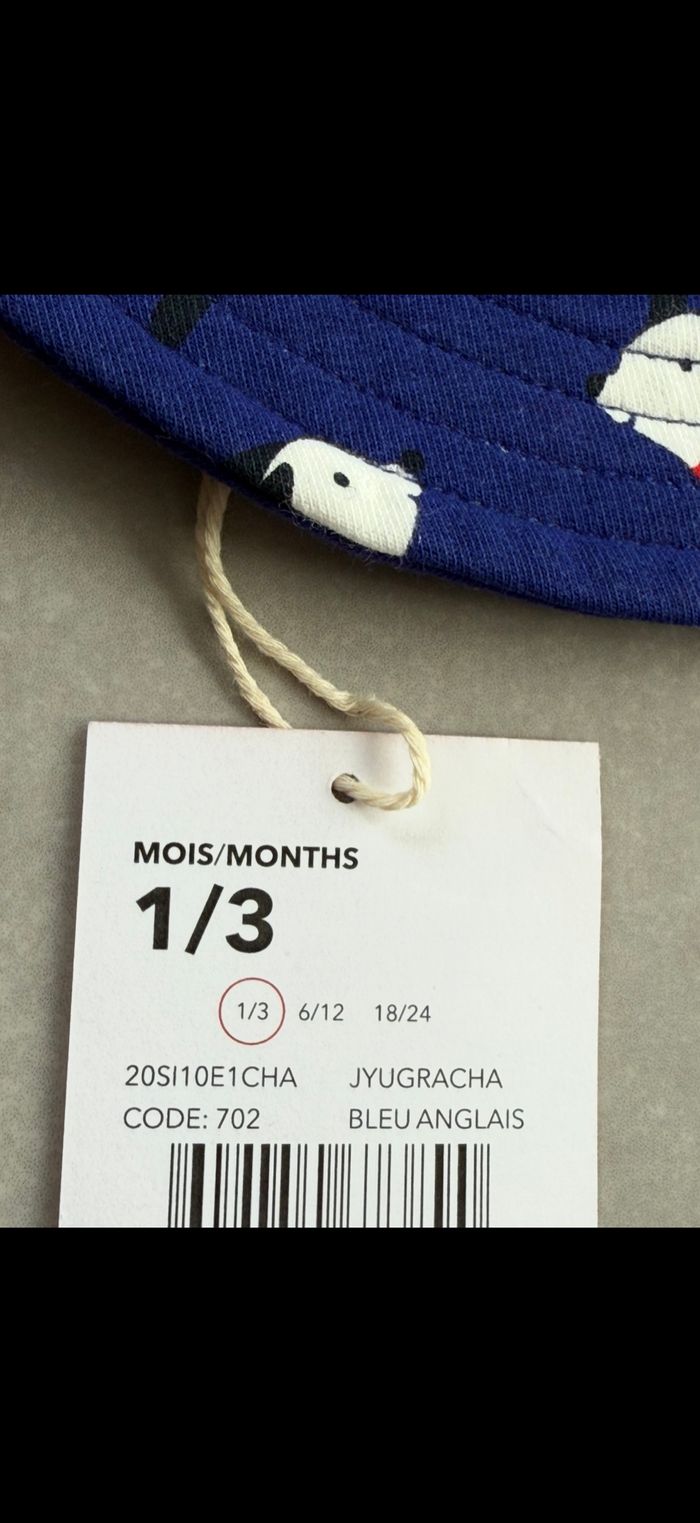 MOIS/MONTHS
1/3
1/3 6/12 18/24
20SI10E1CHA JYUGRACHA
CODE: 702 BLEU ANGLAIS